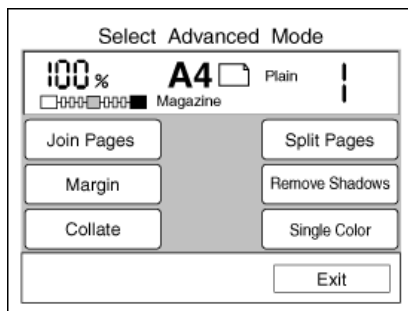 Select Advanced Mode
100 % A4 Plain 1
Magazine
Join Pages Split Pages
Margin Remove Shadows
Collate Single Color
Exit